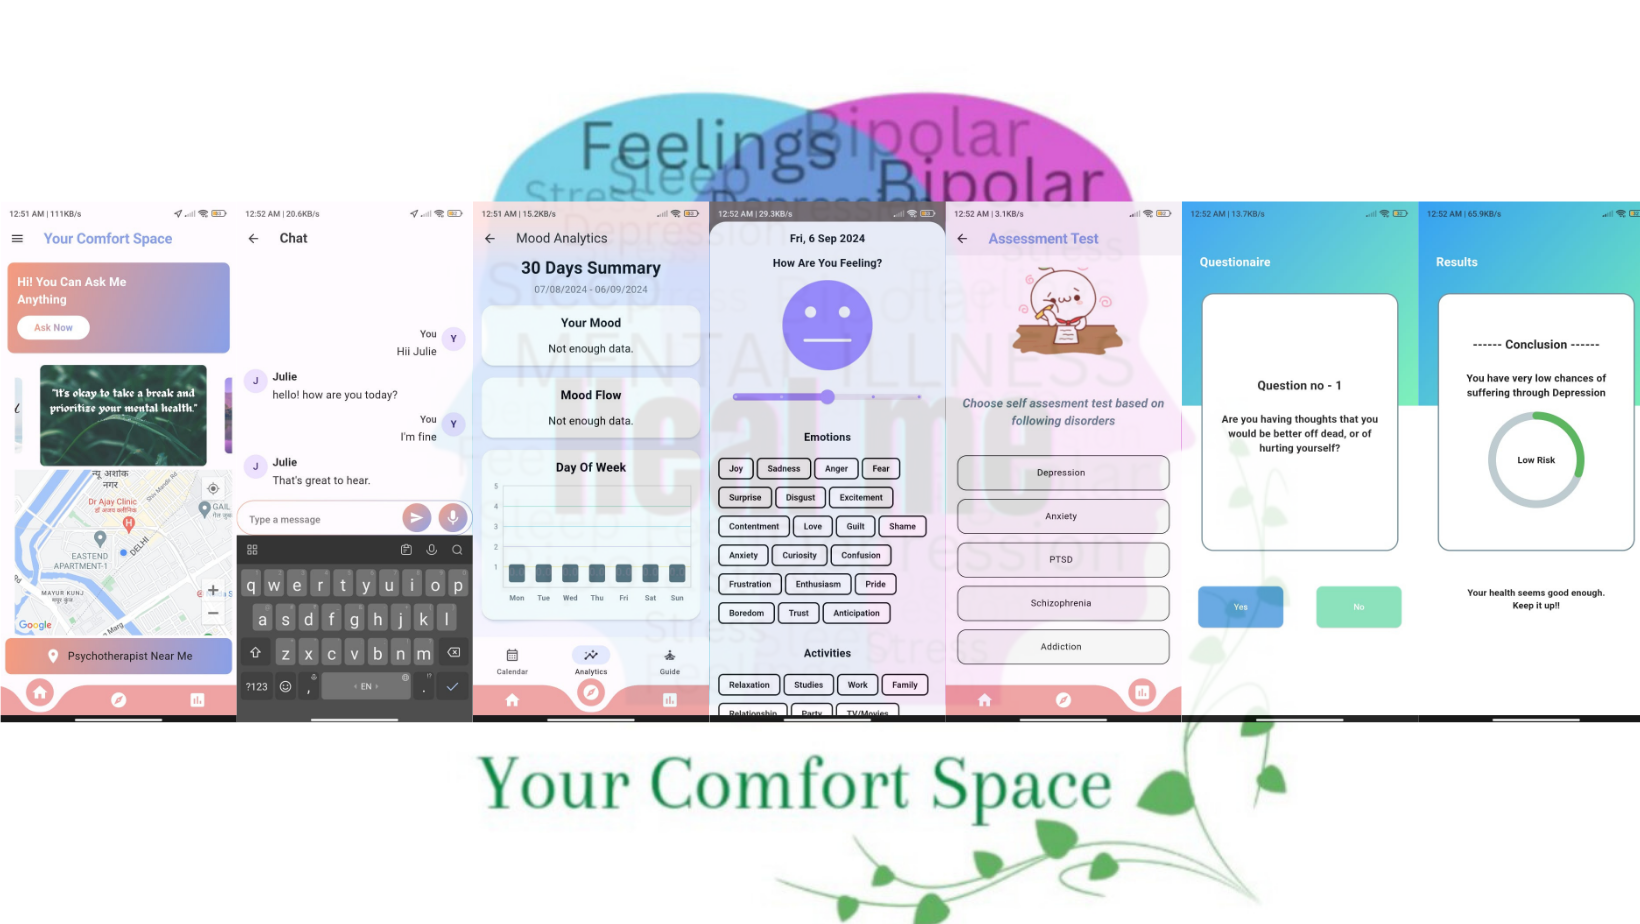 Feelings
Bipolar
Sleep
Stress
Bipolar
Depression
MENTAL ILLNESS
Heal me
12:51 AM | 111KB/s
Your Comfort Space
Hi! You Can Ask Me
Anything
Ask Now
"It's okay to take a break and
prioritize your mental health."
नगर
Dr Ajay Clinic
GAIL
EASTEND
APARTMENT-1
DELHI
MAYUR KUNJ
Google
Marg
Psychotherapist Near Me
12:52 AM | 20.6KB/s
Chat
You
Y
Hii Julie
J
Julie
hello! how are you today?
You
Y
I'm fine
J
Julie
That's great to hear.
Type a message
q w e r t y u i o p
a s d f g h j k l
z x c v b n m
?123 , EN .
12:51 AM | 15.2KB/s
Mood Analytics
30 Days Summary
07/08/2024 - 06/09/2024
Your Mood
Not enough data.
Mood Flow
Not enough data.
Day Of Week
5
4
3
2
1
Mon Tue Wed Thu Fri Sat Sun
Calendar Analytics Guide
12:52 AM | 29.3KB/s
Fri, 6 Sep 2024
How Are You Feeling?
Emotions
Joy Sadness Anger Fear
Surprise Disgust Excitement
Contentment Love Guilt Shame
Anxiety Curiosity Confusion
Frustration Enthusiasm Pride
Boredom Trust Anticipation
Activities
Relaxation Studies Work Family
Relationship Party TV/Movies
12:52 AM | 3.1KB/s
Assessment Test
Choose self assesment test based on
following disorders
Depression
Anxiety
PTSD
Schizophrenia
Addiction
12:52 AM | 13.7KB/s
Questionaire
Question no - 1
Are you having thoughts that you
would be better off dead, or of
hurting yourself?
Yes
No
12:52 AM | 65.9KB/s
Results
------ Conclusion ------
You have very low chances of
suffering through Depression
Low Risk
Your health seems good enough.
Keep it up!!
Your Comfort Space